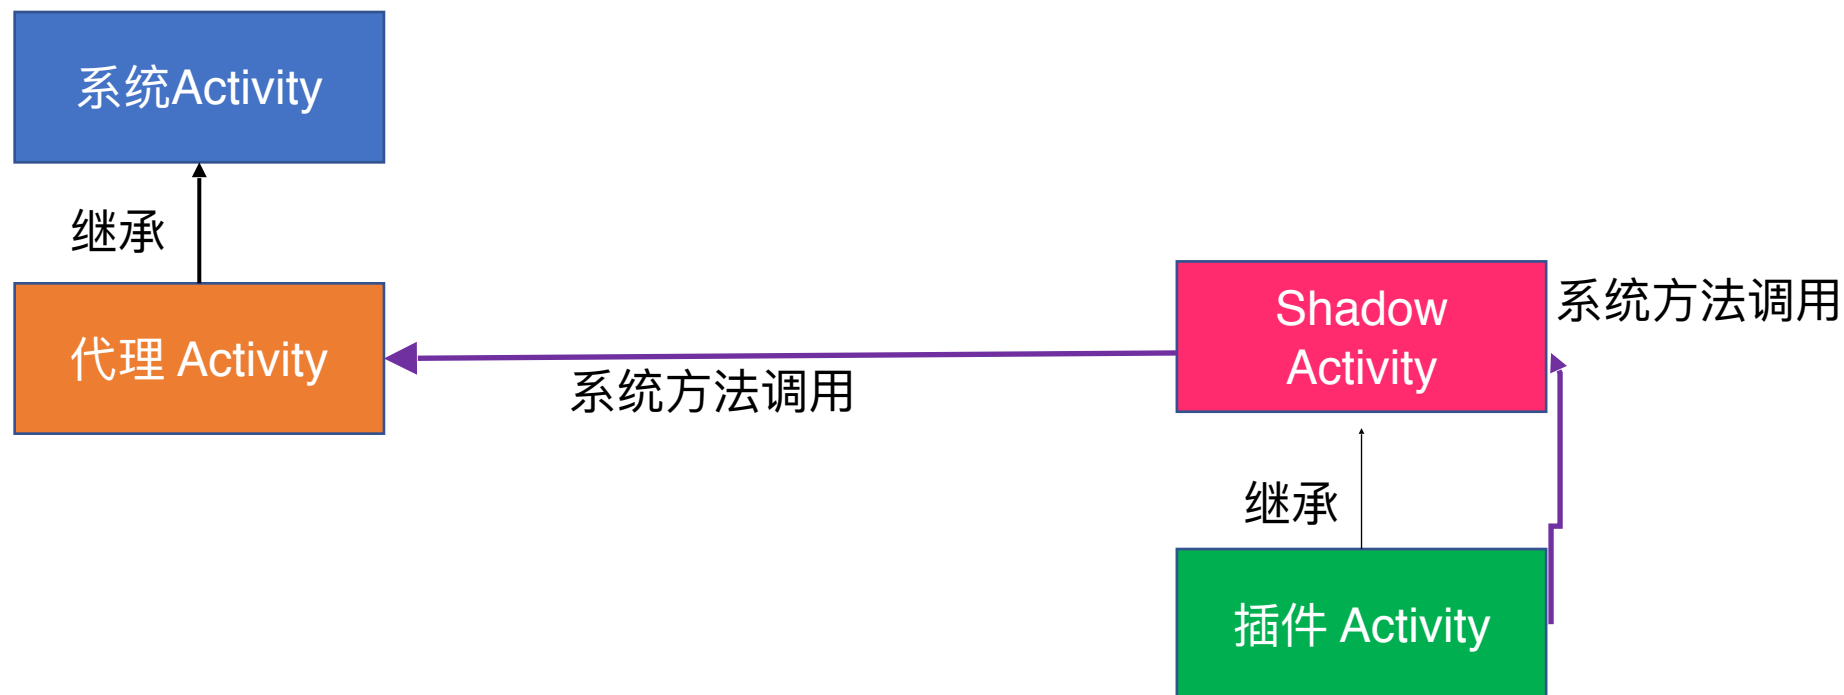 系统Activity
继承
代理 Activity
系统方法调用
Shadow
Activity
系统方法调用
继承
插件 Activity